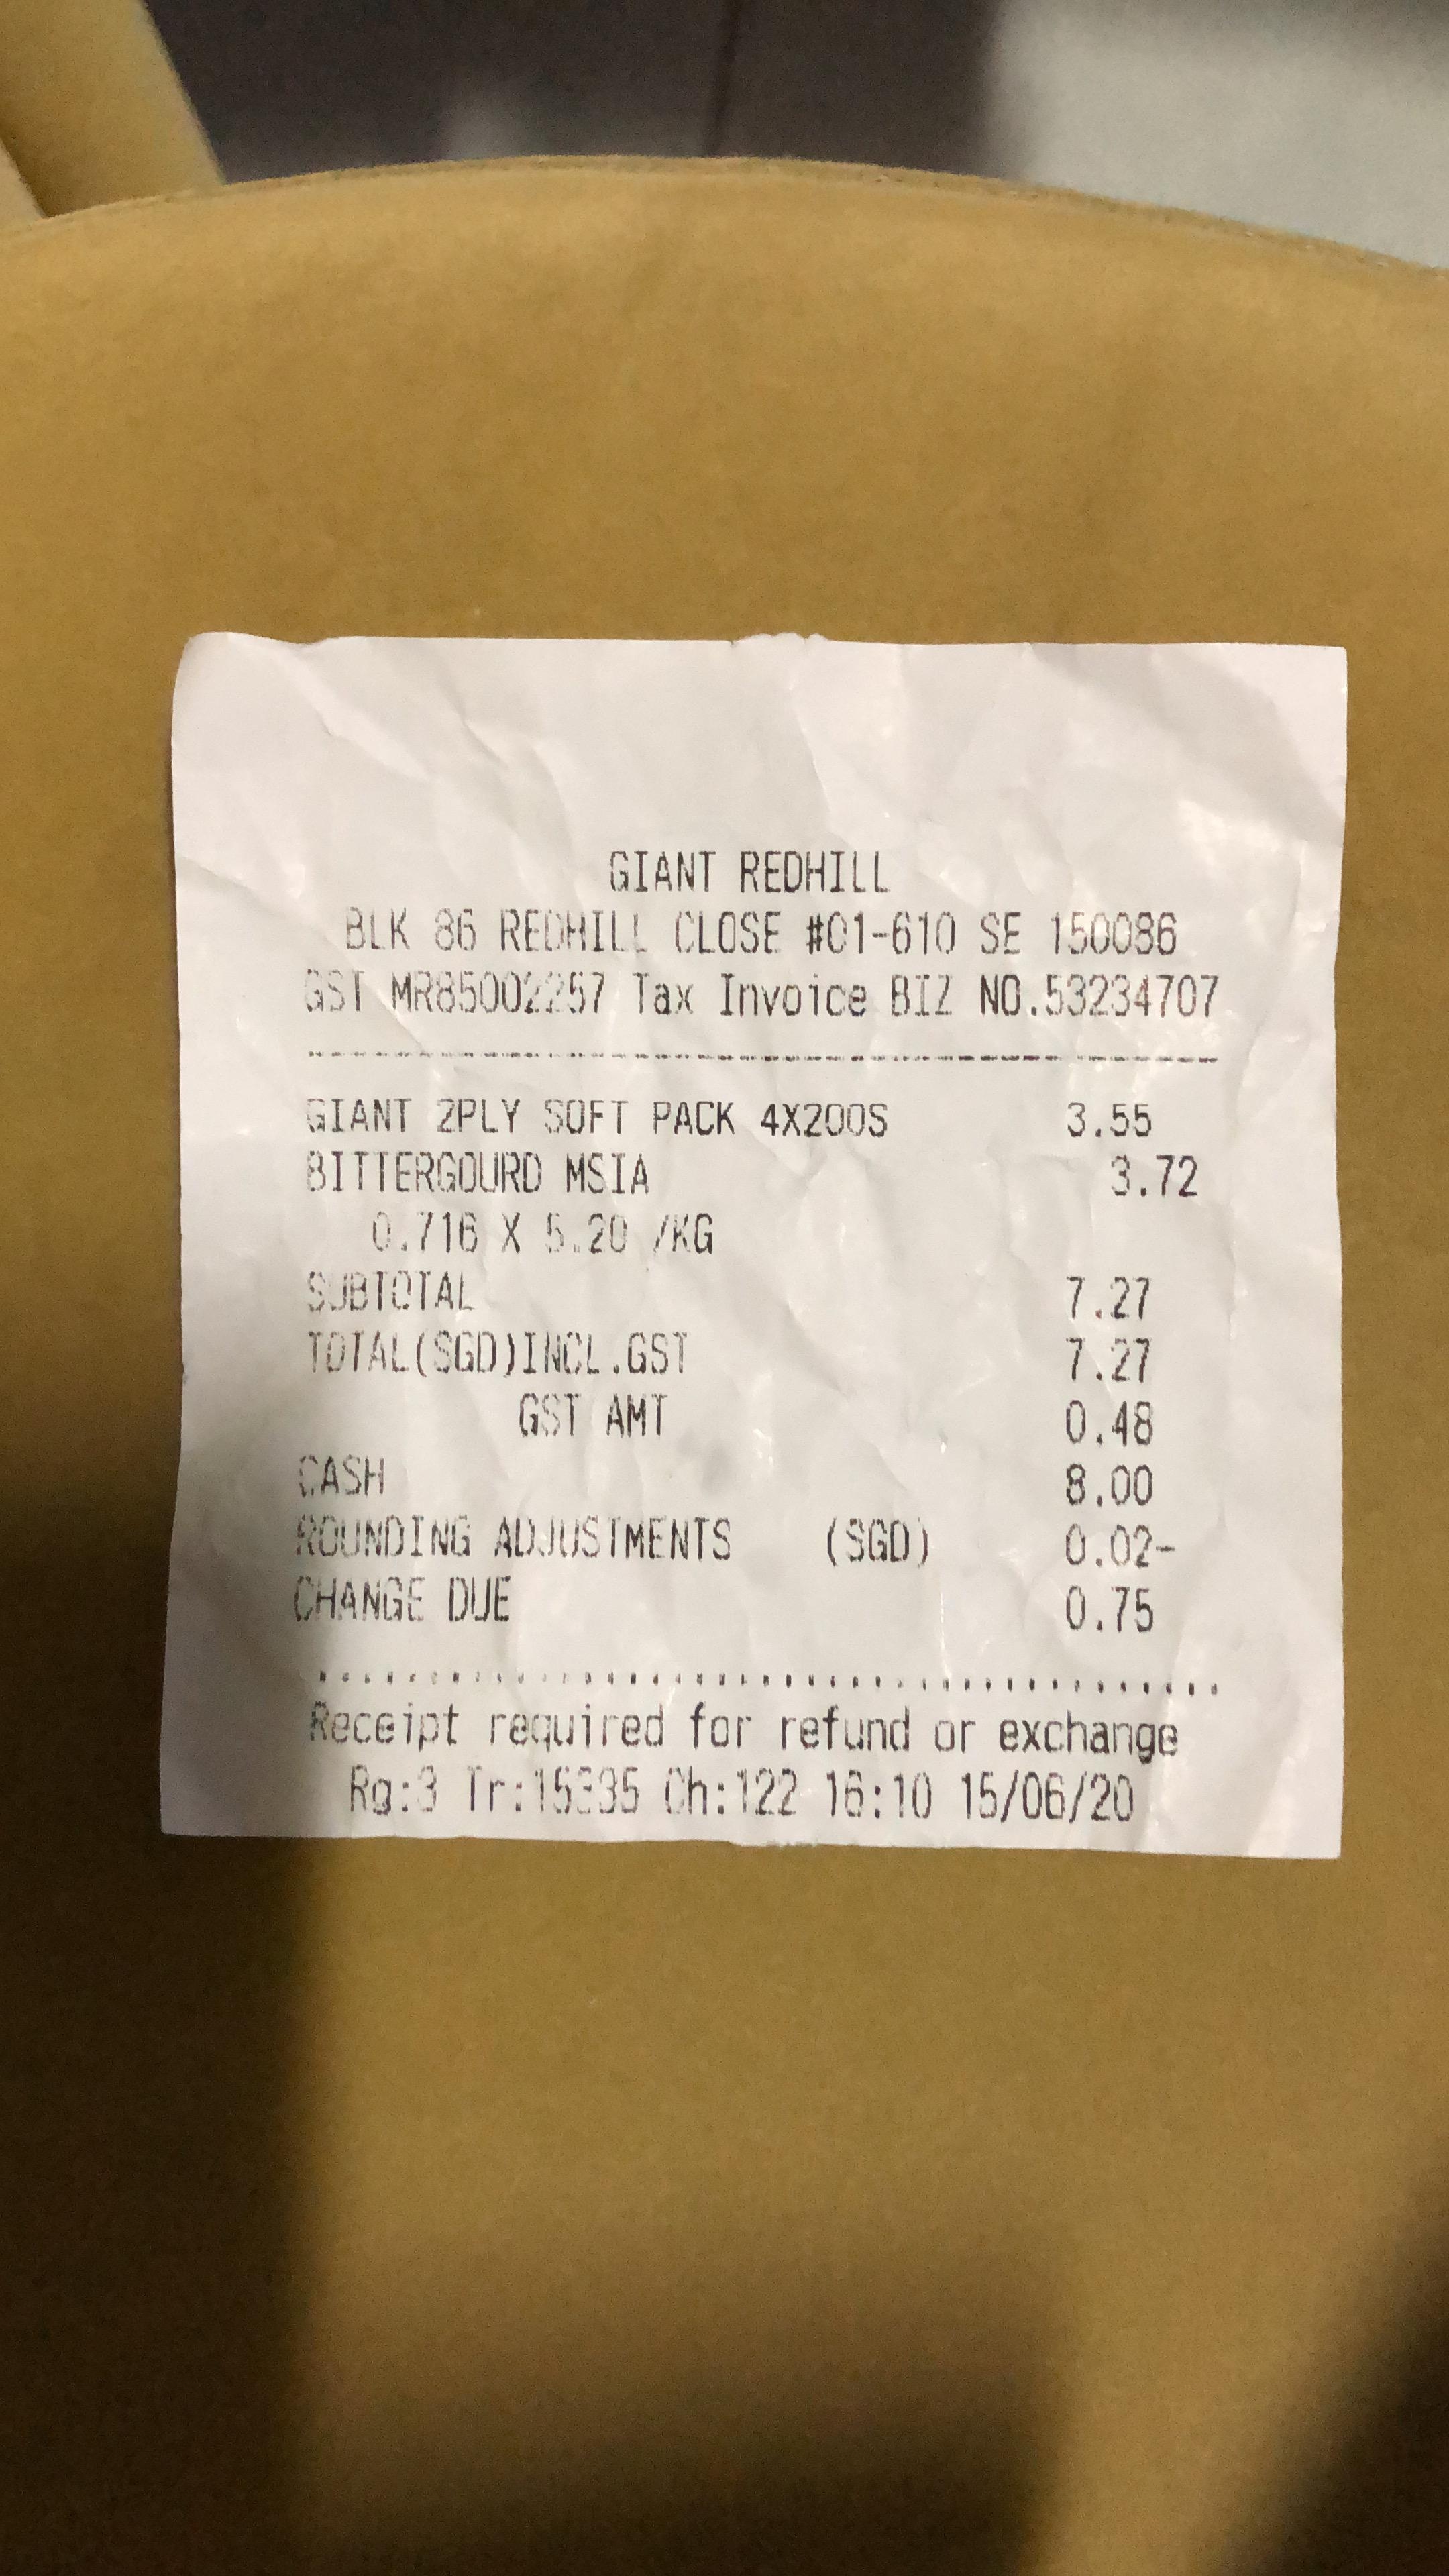 GIANT REDHILL
BLK 86 REDHILL CLOSE #01-610 SE 150086
GST MR85002257 Tax Invoice BIZ NO.53234707
GIANT 2PLY SOFT PACK 4X200S 3.55
BITTERGOURD MSIA 3.72
0.716 X 5.20 /KG
SUBTOTAL 7.27
TOTAL(SGD)INCL.GST 7.27
GST AMT 0.48
CASH 8.00
ROUNDING ADJUSTMENTS (SGD) 0.02-
CHANGE DUE 0.75
Receipt required for refund or exchange
Rg:3 Ch:122 16:10 15/06/20